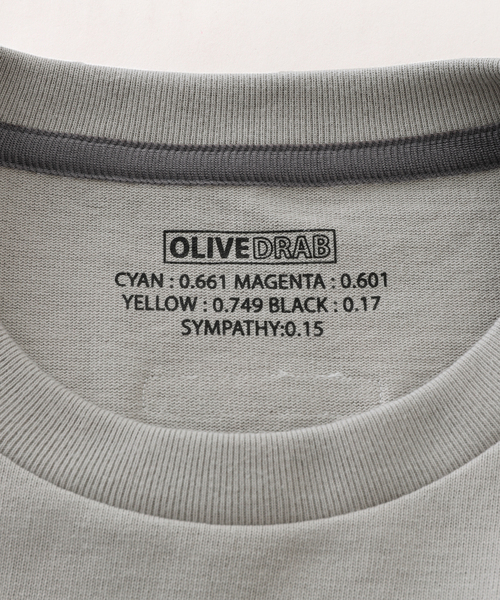 OLIVEDRAB
CYAN : 0.661 MAGENTA : 0.601
YELLOW : 0.749 BLACK : 0.17
SYMPATHY:0.15